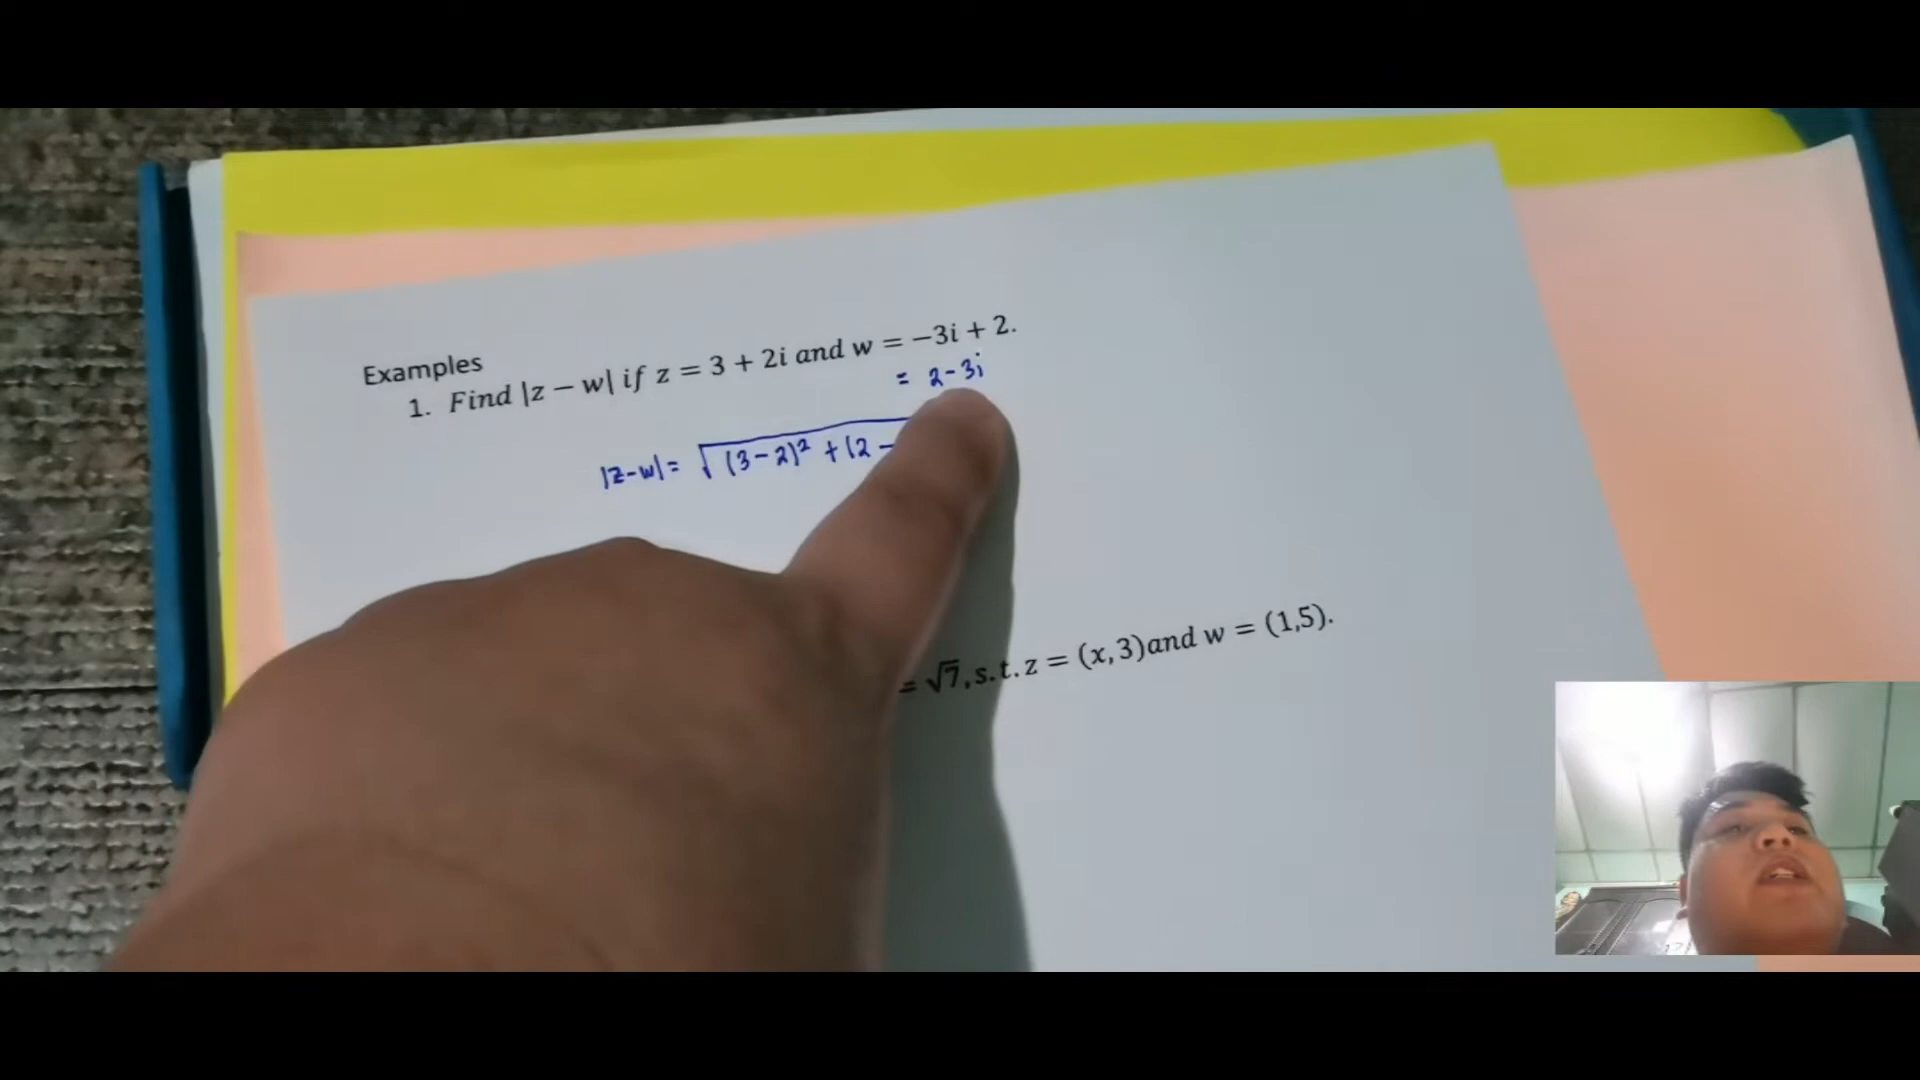 Examples
1. Find |z − w| if z = 3 + 2i and w = −3i + 2.
= 2 - 3i
|z-w| = √(3-2)² + (2 -
= √7, s.t. z = (x, 3) and w = (1,5).